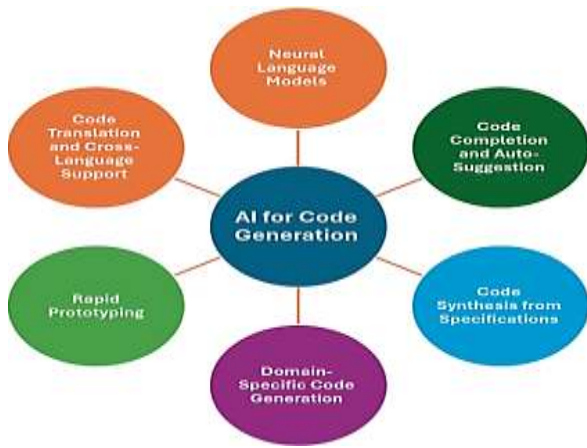 Neural
Language
Models
Code
Translation
and Cross-
Language
Support
Code
Completion
and Auto-
Suggestion
AI for Code
Generation
Rapid
Prototyping
Code
Synthesis from
Specifications
Domain-
Specific Code
Generation